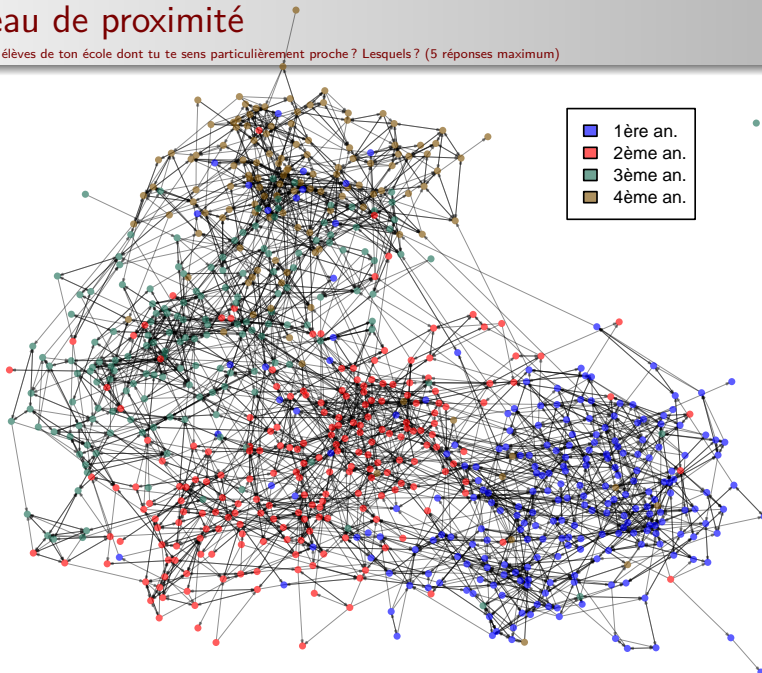 eau de proximité
élèves de ton école dont tu te sens particulièrement proche ? Lesquels ? (5 réponses maximum)
1ère an.
2ème an.
3ème an.
4ème an.